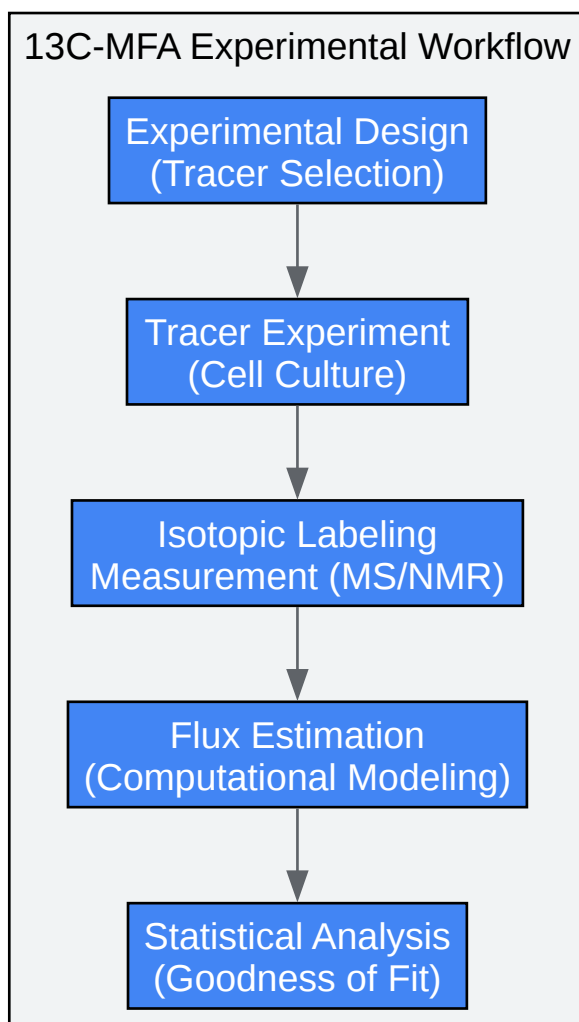 13C-MFA Experimental Workflow
Experimental Design
(Tracer Selection)
Tracer Experiment
(Cell Culture)
Isotopic Labeling
Measurement (MS/NMR)
Flux Estimation
(Computational Modeling)
Statistical Analysis
(Goodness of Fit)